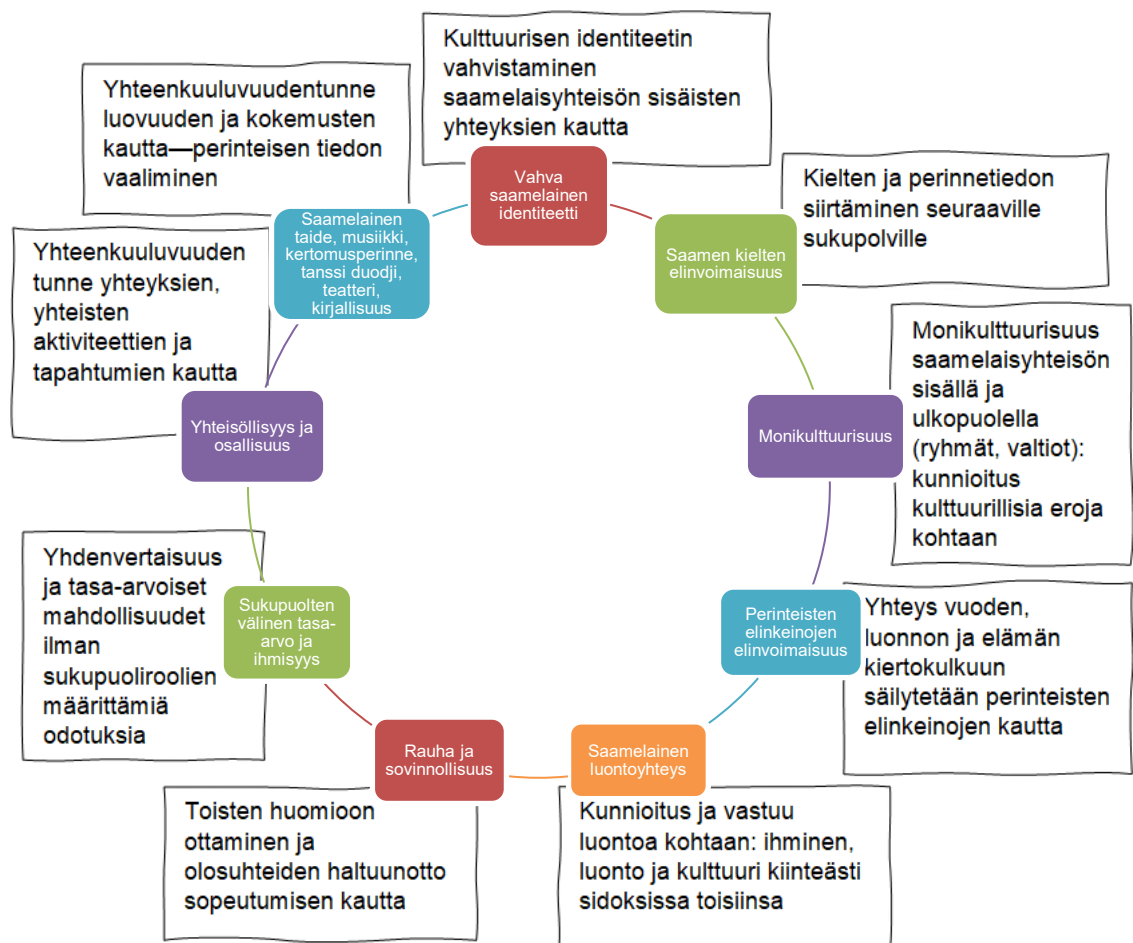 Kulttuurisen identiteetin
vahvistaminen
saamelaisyhteisön sisäisten
yhteyksien kautta
Vahva
saamelainen
identiteetti
Kielten ja perinnetiedon
siirtäminen seuraaville
sukupolville
Saamen kielten
elinvoimaisuus
Monikulttuurisuus
saamelaisyhteisön
sisällä ja
ulkopuolella
(ryhmät, valtiot):
kunnioitus
kulttuurillisia eroja
kohtaan
Monikulttuurisuus
Perinteisten
elinkeinojen
elinvoimaisuus
Yhteys vuoden,
luonnon ja elämän
kiertokulkuun
säilytetään perinteisten
elinkeinojen kautta
Saamelainen
luontoyhteys
Kunnioitus ja vastuu
luontoa kohtaan: ihminen,
luonto ja kulttuuri kiinteästi
sidoksissa toisiinsa
Rauha ja
sovinnollisuus
Toisten huomioon
ottaminen ja
olosuhteiden haltuunotto
sopeutumisen kautta
Sukupuolten
välinen tasa-
arvo ja
ihmisyys
Yhdenvertaisuus
ja tasa-arvoiset
mahdollisuudet
ilman
sukupuoliroolien
määrittämiä
odotuksia
Yhteisöllisyys ja
osallisuus
Yhteenkuuluvuuden
tunne yhteyksien,
yhteisten
aktiviteettien ja
tapahtumien kautta
Saamelainen
taide, musiikki,
kertomusperinne,
tanssi duodji,
teatteri,
kirjallisuus
Yhteenkuuluvuudentunne
luovuuden ja kokemusten
kautta—perinteisen tiedon
vaaliminen